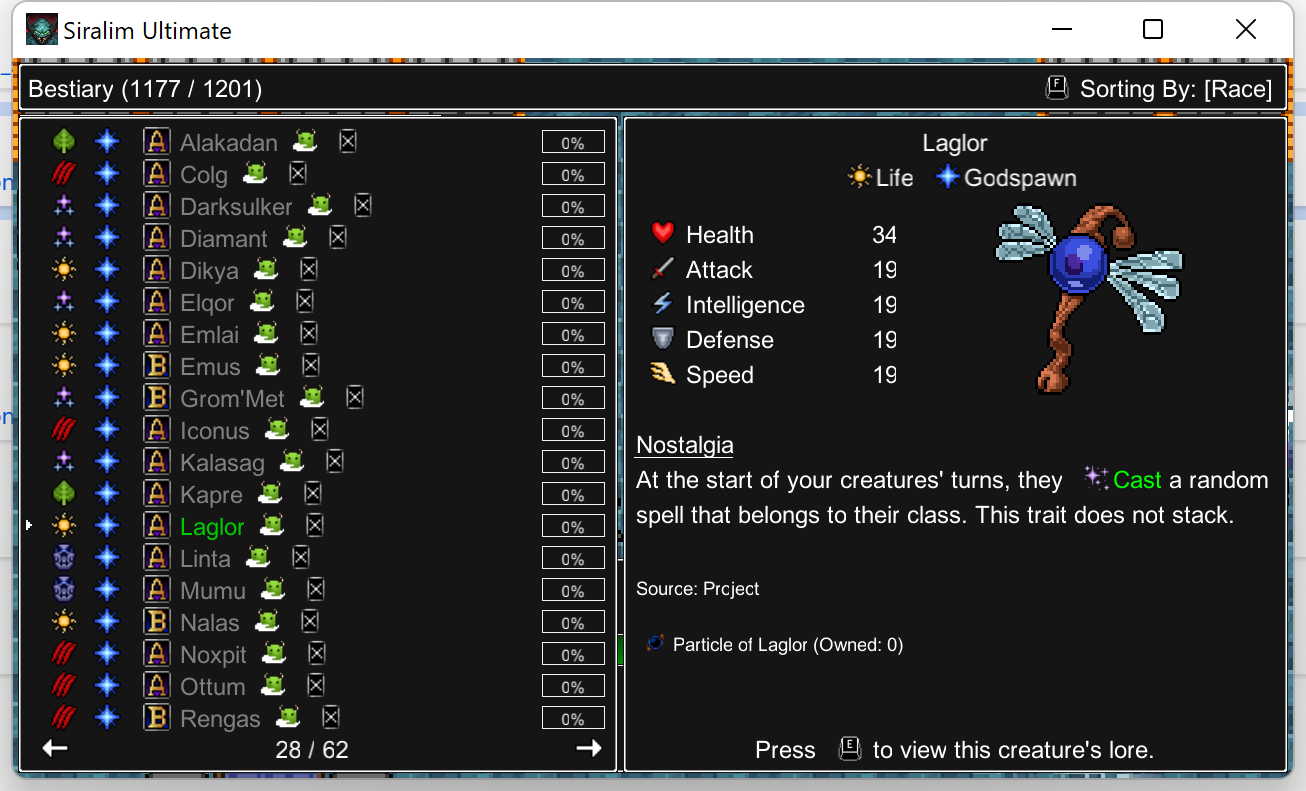 Siralim Ultimate
Bestiary (1177 / 1201)
F Sorting By: [Race]
A Alakadan 0%
A Colg 0%
A Darksulker 0%
A Diamant 0%
A Dikya 0%
A Elqor 0%
A Emlai 0%
B Emus 0%
B Grom'Met 0%
A Iconus 0%
A Kalasag 0%
A Kapre 0%
A Laglor 0%
A Linta 0%
A Mumu 0%
B Nalas 0%
A Noxpit 0%
A Ottum 0%
B Rengas 0%
28 / 62
Laglor
Life Godspawn
Health 34
Attack 19
Intelligence 19
Defense 19
Speed 19
Nostalgia
At the start of your creatures' turns, they Cast a random
spell that belongs to their class. This trait does not stack.
Source: Project
Particle of Laglor (Owned: 0)
Press E to view this creature's lore.